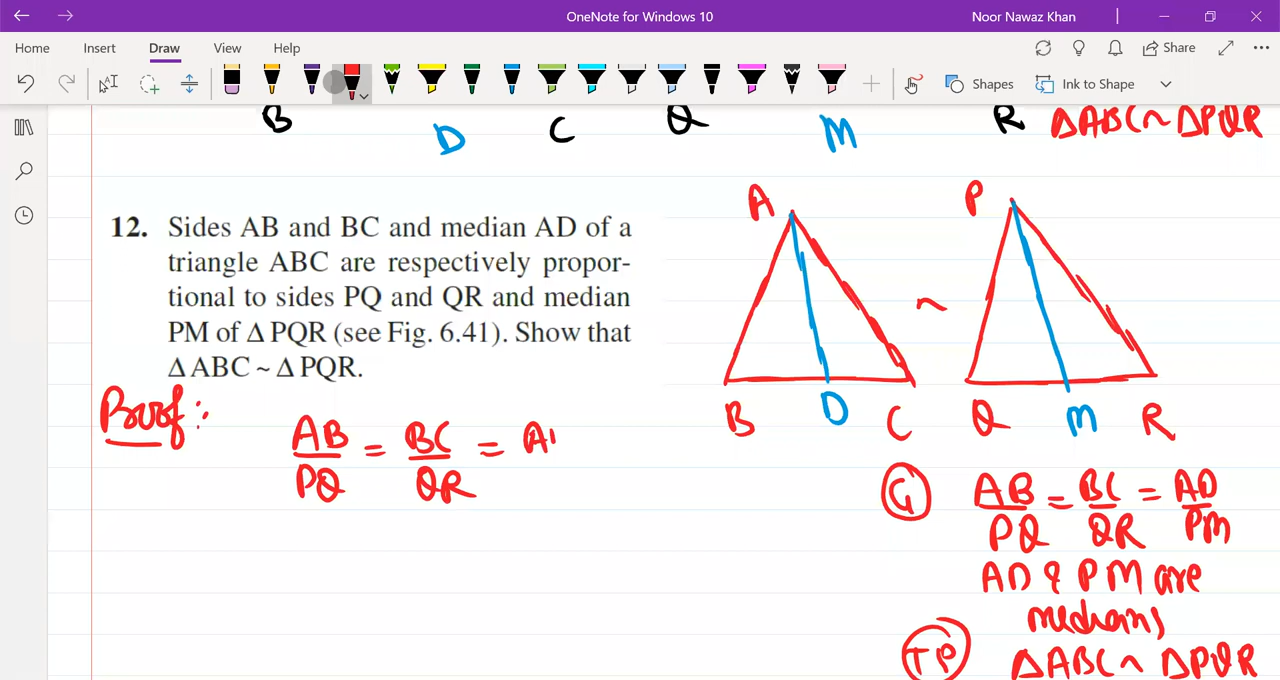 OneNote for Windows 10
Noor Nawaz Khan
Home Insert Draw View Help
Share
Shapes
Ink to Shape
B D C Q M R ΔABC ~ ΔPQR
12. Sides AB and BC and median AD of a
triangle ABC are respectively propor-
tional to sides PQ and QR and median
PM of Δ PQR (see Fig. 6.41). Show that
Δ ABC ~ Δ PQR.
A P
~
B D C Q M R
Proof:
AB/PQ = BC/QR = A
G AB/PQ = BC/QR = AD/PM
AD & PM are
medians
TP ΔABC ~ ΔPQR